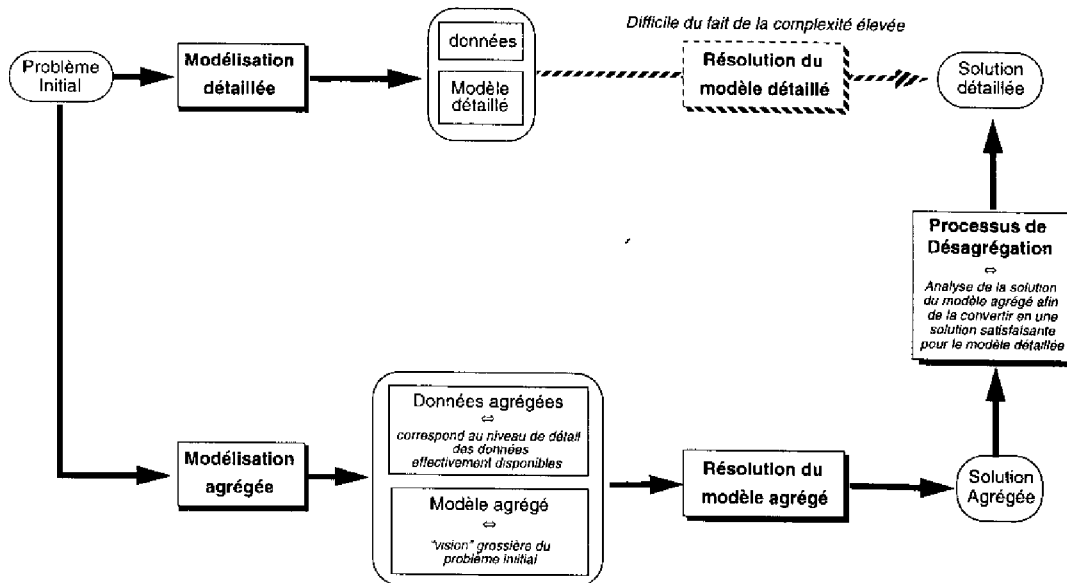 Difficile du fait de la complexité élevée
Problème
Initial
Modélisation
détaillée
données
Modèle
détaillé
Résolution du
modèle détaillé
Solution
détaillée
Processus de
Désagrégation
⇔
Analyse de la solution
du modèle agrégé afin
de la convertir en une
solution satisfaisante
pour le modèle détaillée
Modélisation
agrégée
Données agrégées
⇔
correspond au niveau de détail
des données
effectivement disponibles
Modèle agrégé
⇔
"vision" grossière du
problème initial
Résolution du
modèle agrégé
Solution
Agrégée